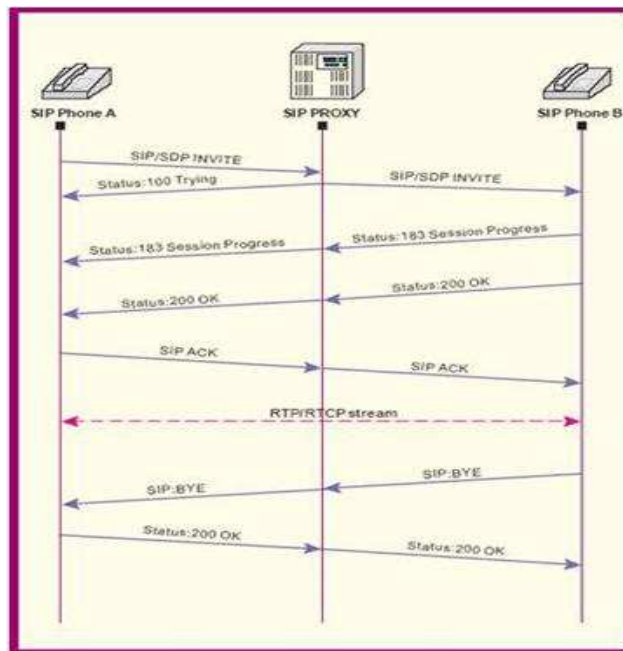 SIP Phone A
SIP PROXY
SIP Phone B
SIP/SDP INVITE
Status:100 Trying
SIP/SDP INVITE
Status:183 Session Progress
Status:183 Session Progress
Status:200 OK
Status:200 OK
SIP ACK
SIP ACK
RTP/RTCP stream
SIP:BYE
SIP:BYE
Status:200 OK
Status:200 OK